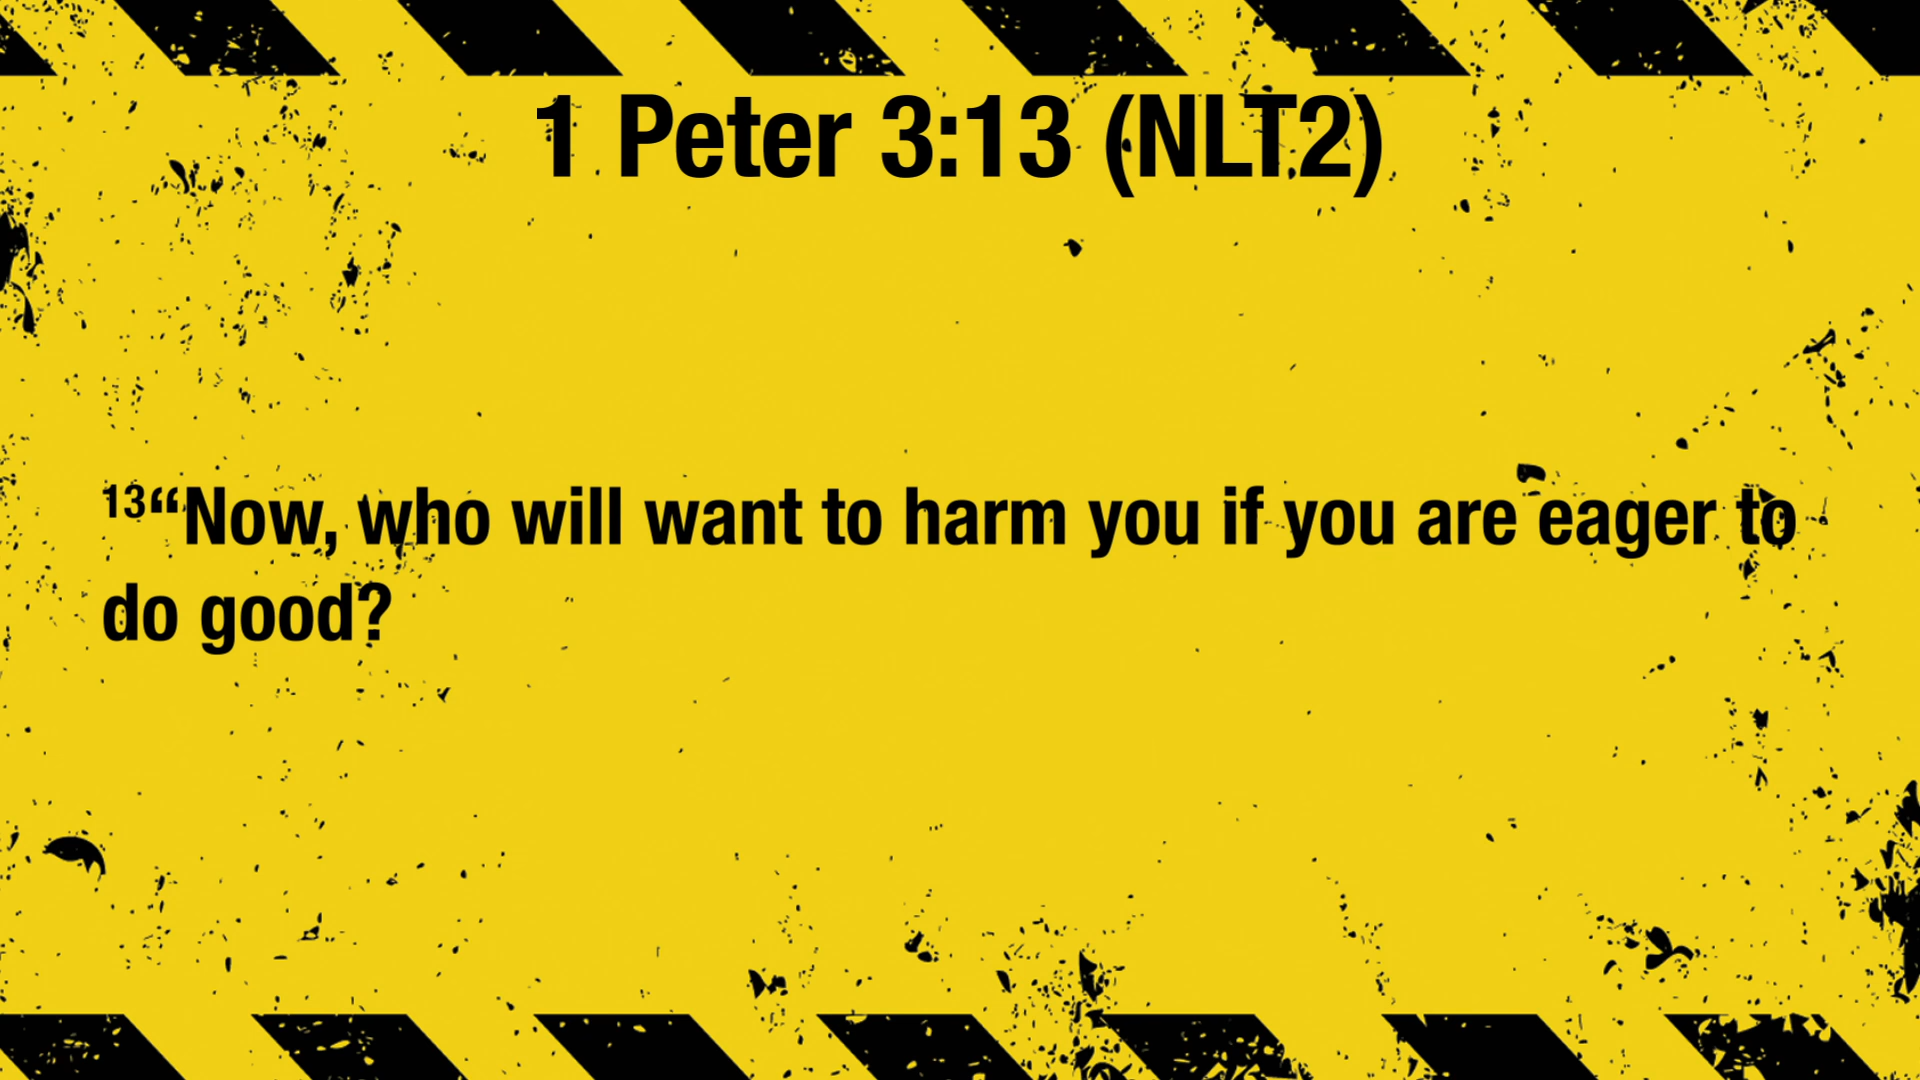 1 Peter 3:13 (NLT2)
13“Now, who will want to harm you if you are eager to
do good?